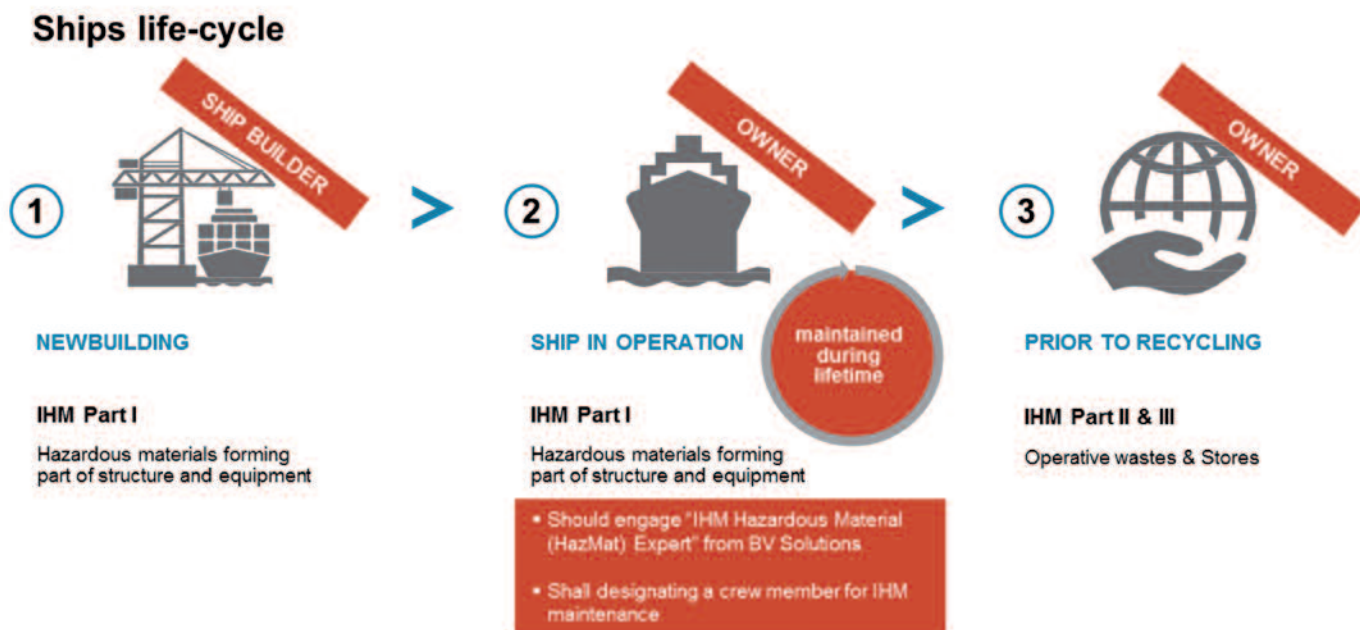 Ships life-cycle
SHIP BUILDER
1
>
NEWBUILDING
IHM Part I
Hazardous materials forming
part of structure and equipment
OWNER
2
>
SHIP IN OPERATION
maintained
during
lifetime
IHM Part I
Hazardous materials forming
part of structure and equipment
▪ Should engage "IHM Hazardous Material
(HazMat) Expert" from BV Solutions
▪ Shall designating a crew member for IHM
maintenance
OWNER
3
PRIOR TO RECYCLING
IHM Part II & III
Operative wastes & Stores